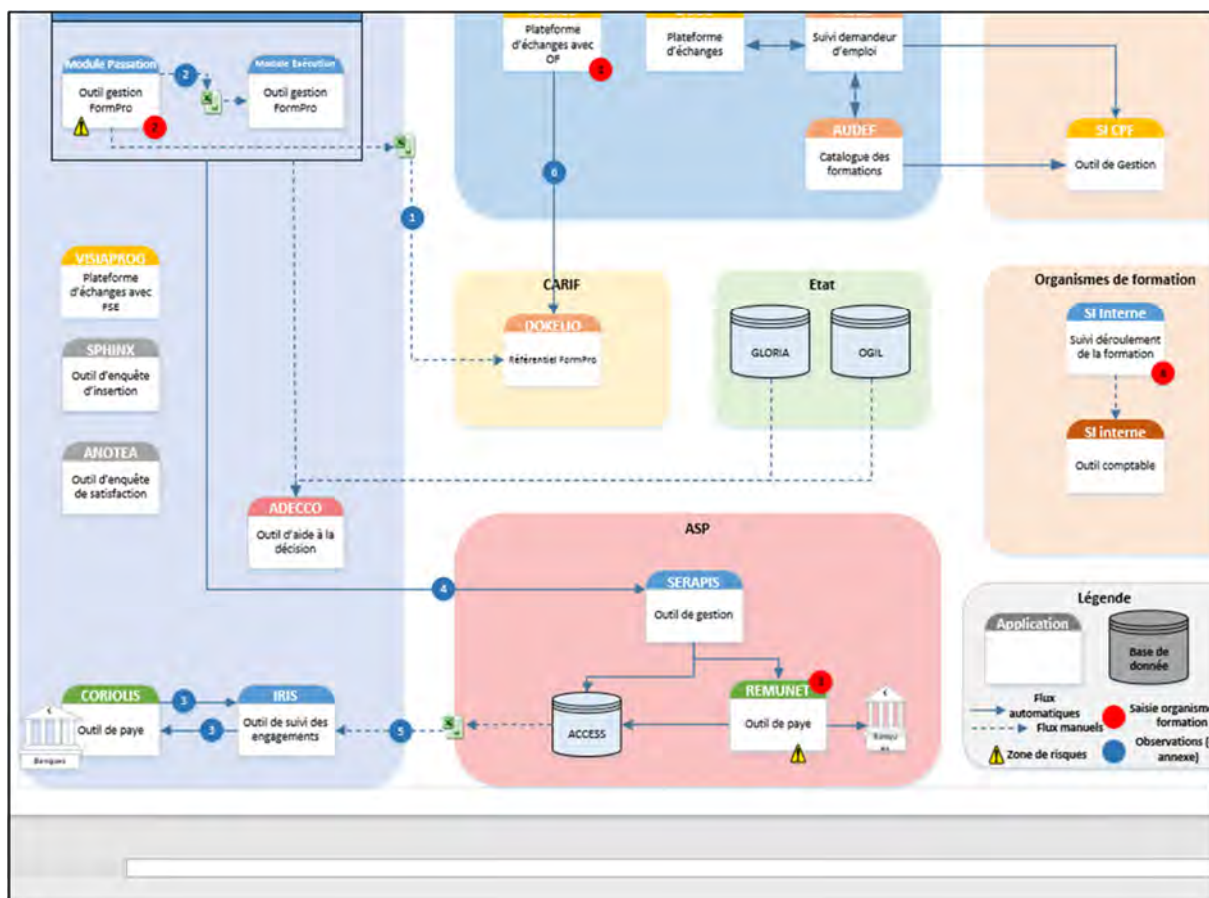 Plateforme
d'échanges avec
OF
Plateforme
d'échanges
Suivi demandeur
d'emploi
Module Passation
Outil gestion
FormPro
2
Module Exécution
Outil gestion
FormPro
2
AUDEF
Catalogue des
formations
SI CPF
Outil de Gestion
6
1
VISIAPROG
Plateforme
d'échanges avec
PSE
SPHINX
Outil d'enquête
d'insertion
ANOTEA
Outil d'enquête
de satisfaction
ADECCO
Outil d'aide à la
décision
CARIF
DOKELIO
Référentiel FormPro
Etat
GLORIA
OGIL
Organismes de formation
SI Interne
Suivi déroulement
de la formation
4
SI interne
Outil comptable
ASP
4
SERAPIS
Outil de gestion
CORIOLIS
Outil de paye
Banques
3
3
IRIS
Outil de suivi des
engagements
5
ACCESS
REMUNET
3
Outil de paye
Légende
Application
Base de
donnée
Flux
automatiques
Flux manuels
Zone de risques
Saisie organisme
formation
Observations (
annexe)